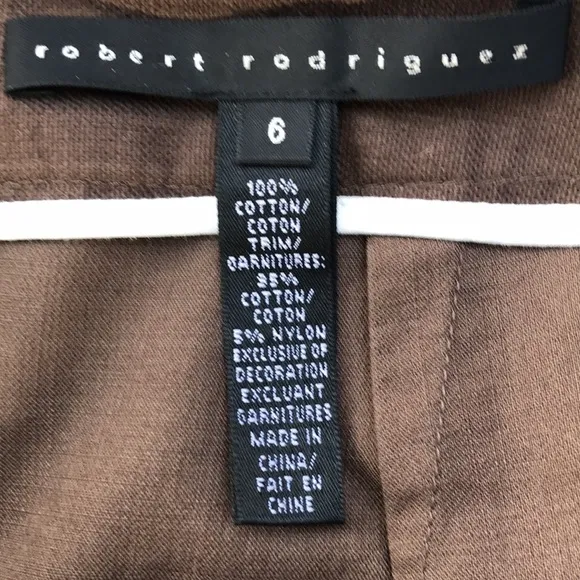 robert rodriguez
6
100%
COTTON/
COTON
TRIM/
GARNITURES:
95%
COTTON/
COTON
5% NYLON
EXCLUSIVE OF
DECORATION
EXCLUANT
GARNITURES
MADE IN
CHINA/
FAIT EN
CHINE